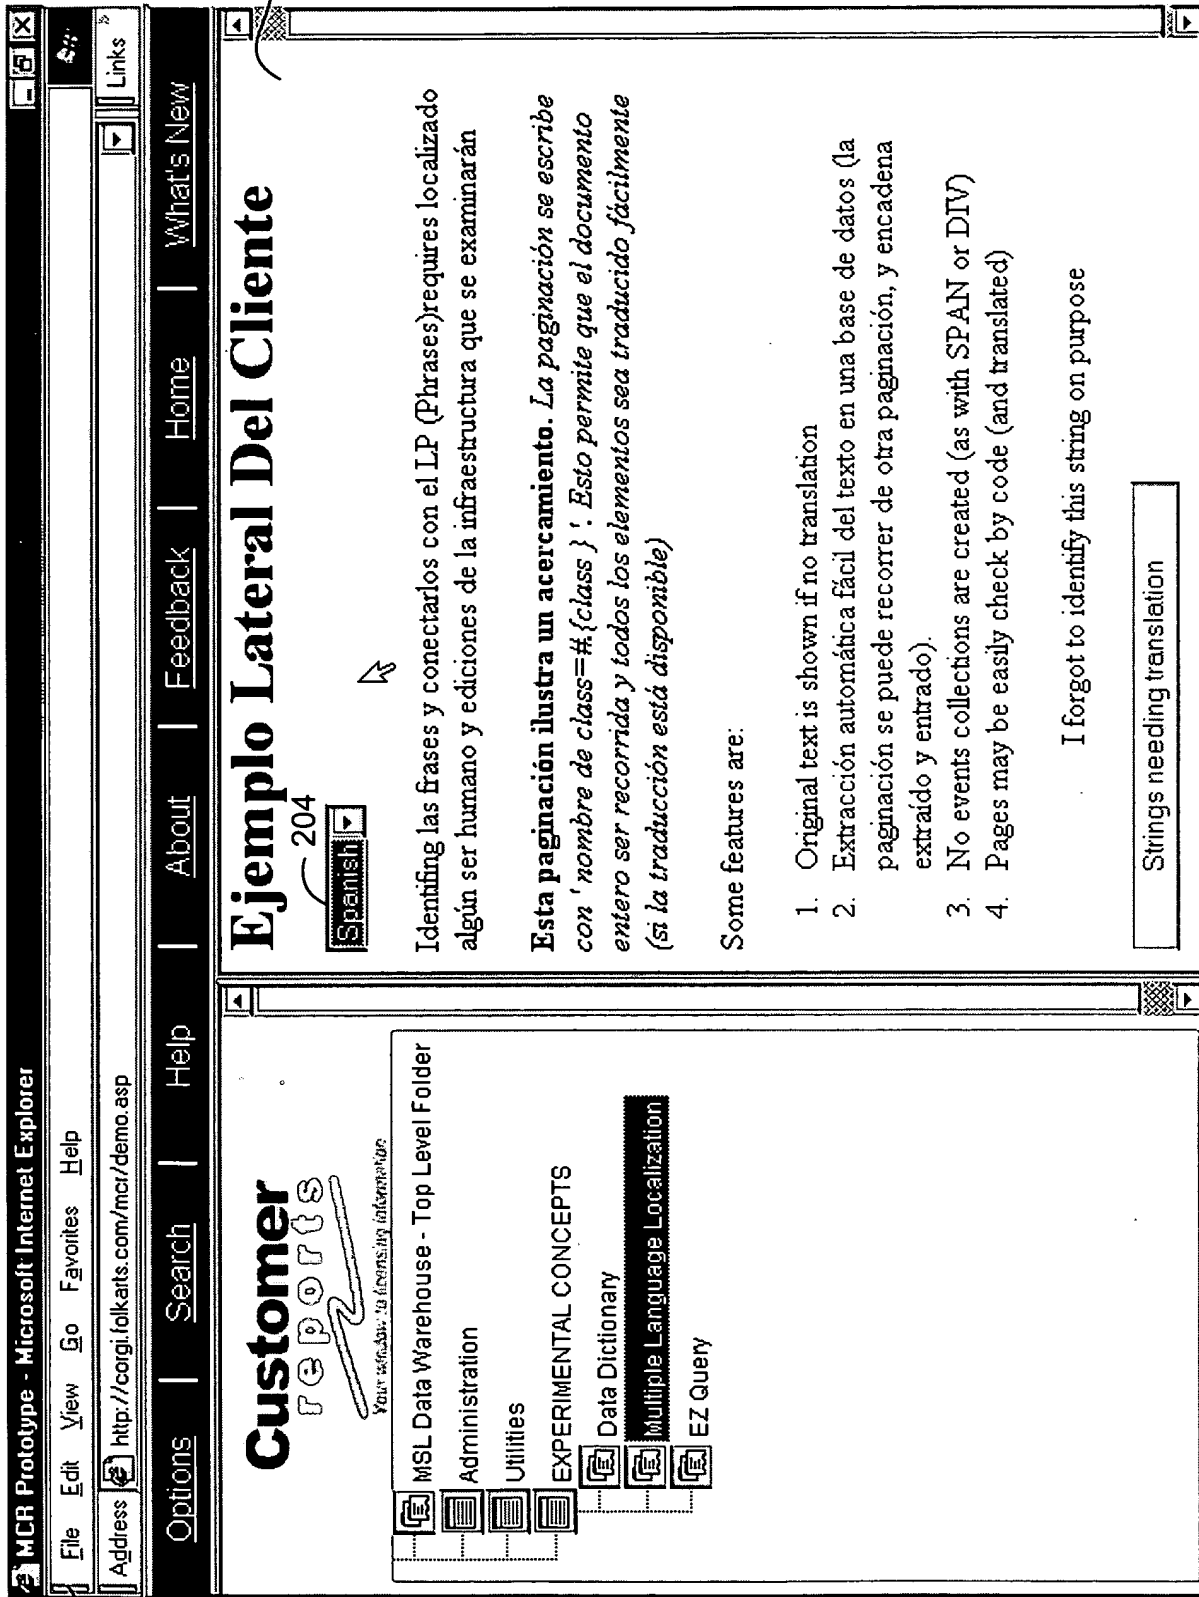 MCR Prototype - Microsoft Internet Explorer
File Edit View Go Favorites Help
Address http://corgi.folkarts.com/mcr/demo.asp
Links »
Options | Search | Help | About | Feedback | Home | What's New
Customer
reports
Your window to licensing information
MSL Data Warehouse - Top Level Folder
Administration
Utilities
EXPERIMENTAL CONCEPTS
Data Dictionary
Multiple Language Localization
EZ Query
Ejemplo Lateral Del Cliente
204
Spanish
Identifing las frases y conectarlos con el LP (Phrases)requires localizado
algún ser humano y ediciones de la infraestructura que se examinarán
Esta paginación ilustra un acercamiento. La paginación se escribe
con ' nombre de class=#.{class } '. Esto permite que el documento
entero ser recorrida y todos los elementos sea traducido fácilmente
(si la traducción está disponible)
Some features are:
1. Original text is shown if no translation
2. Extracción automática fácil del texto en una base de datos (la
paginación se puede recorrer de otra paginación, y encadena
extraído y entrado).
3. No events collections are created (as with SPAN or DIV)
4. Pages may be easily check by code (and translated)
I forgot to identify this string on purpose
Strings needing translation